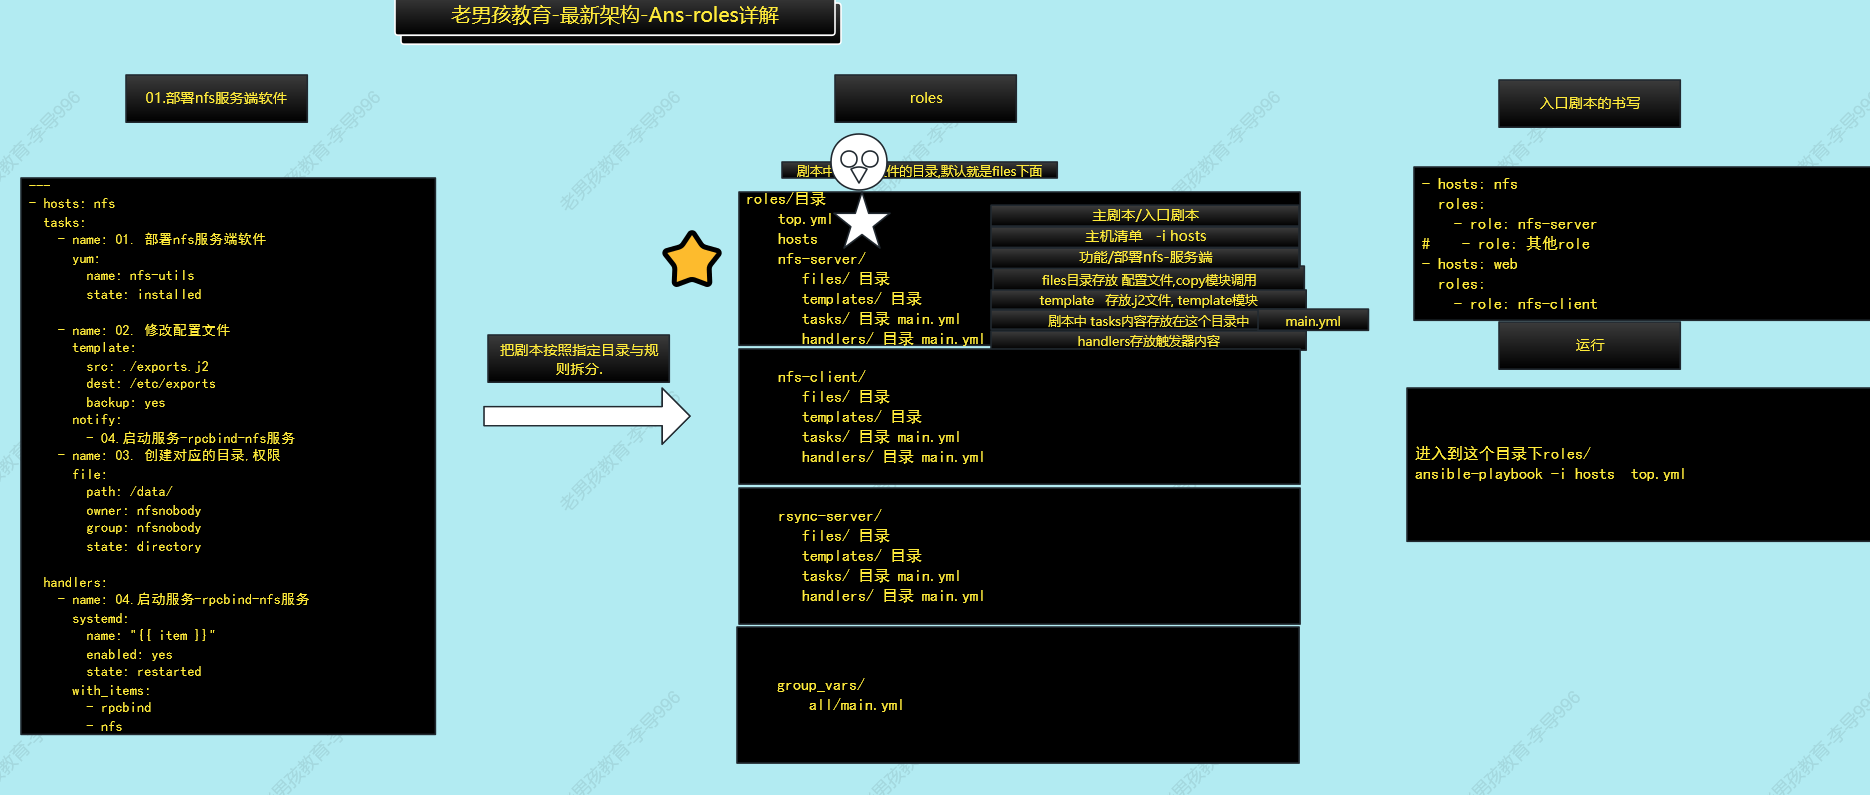 老男孩教育-最新架构-Ans-roles详解
01.部署nfs服务端软件
---
- hosts: nfs
  tasks:
    - name: 01. 部署nfs服务端软件
      yum:
        name: nfs-utils
        state: installed
    - name: 02. 修改配置文件
      template:
        src: ./exports.j2
        dest: /etc/exports
        backup: yes
      notify:
        - 04.启动服务-rpcbind-nfs服务
    - name: 03. 创建对应的目录,权限
      file:
        path: /data/
        owner: nfsnobody
        group: nfsnobody
        state: directory
  handlers:
    - name: 04.启动服务-rpcbind-nfs服务
      systemd:
        name: "{{ item }}"
        enabled: yes
        state: restarted
      with_items:
        - rpcbind
        - nfs
把剧本按照指定目录与规
则拆分.
roles
剧本中 件的目录,默认就是files下面
roles/目录
    top.yml
    hosts
    nfs-server/
       files/ 目录
       templates/ 目录
       tasks/ 目录 main.yml
       handlers/ 目录 main.yml
主剧本/入口剧本
主机清单   -i hosts
功能/部署nfs-服务端
files目录存放 配置文件,copy模块调用
template   存放.j2文件, template模块
剧本中 tasks内容存放在这个目录中
main.yml
handlers存放触发器内容
    nfs-client/
       files/ 目录
       templates/ 目录
       tasks/ 目录 main.yml
       handlers/ 目录 main.yml
    rsync-server/
       files/ 目录
       templates/ 目录
       tasks/ 目录 main.yml
       handlers/ 目录 main.yml
    group_vars/
        all/main.yml
入口剧本的书写
- hosts: nfs
  roles:
    - role: nfs-server
#    - role: 其他role
- hosts: web
  roles:
    - role: nfs-client
运行
进入到这个目录下roles/
ansible-playbook -i hosts  top.yml
老男孩教育-李导996